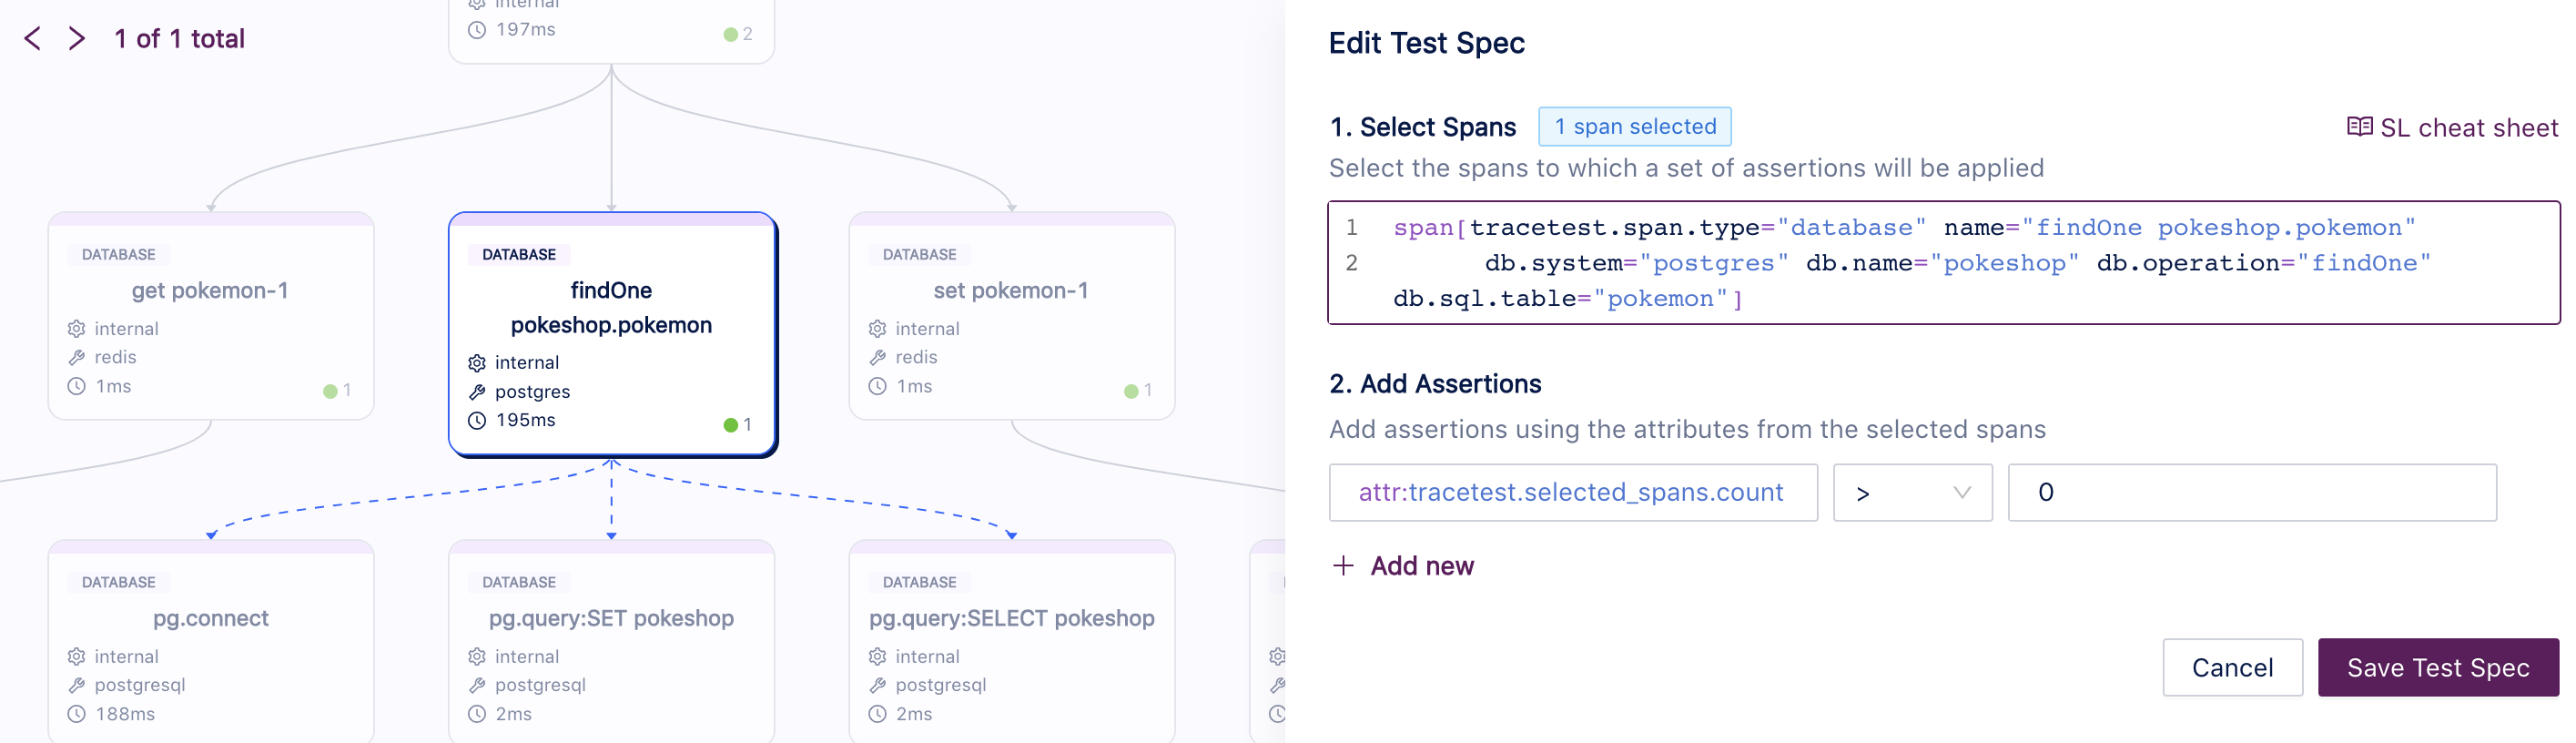 internal
197ms
2
1 of 1 total
DATABASE
get pokemon-1
internal
redis
1ms
1
DATABASE
findOne
pokeshop.pokemon
internal
postgres
195ms
1
DATABASE
set pokemon-1
internal
redis
1ms
1
DATABASE
pg.connect
internal
postgresql
188ms
DATABASE
pg.query:SET pokeshop
internal
postgresql
2ms
DATABASE
pg.query:SELECT pokeshop
internal
postgresql
2ms
Edit Test Spec
1. Select Spans
1 span selected
SL cheat sheet
Select the spans to which a set of assertions will be applied
1 span[tracetest.span.type="database" name="findOne pokeshop.pokemon"
2 db.system="postgres" db.name="pokeshop" db.operation="findOne"
db.sql.table="pokemon"]
2. Add Assertions
Add assertions using the attributes from the selected spans
attr:tracetest.selected_spans.count > 0
+ Add new
Cancel
Save Test Spec